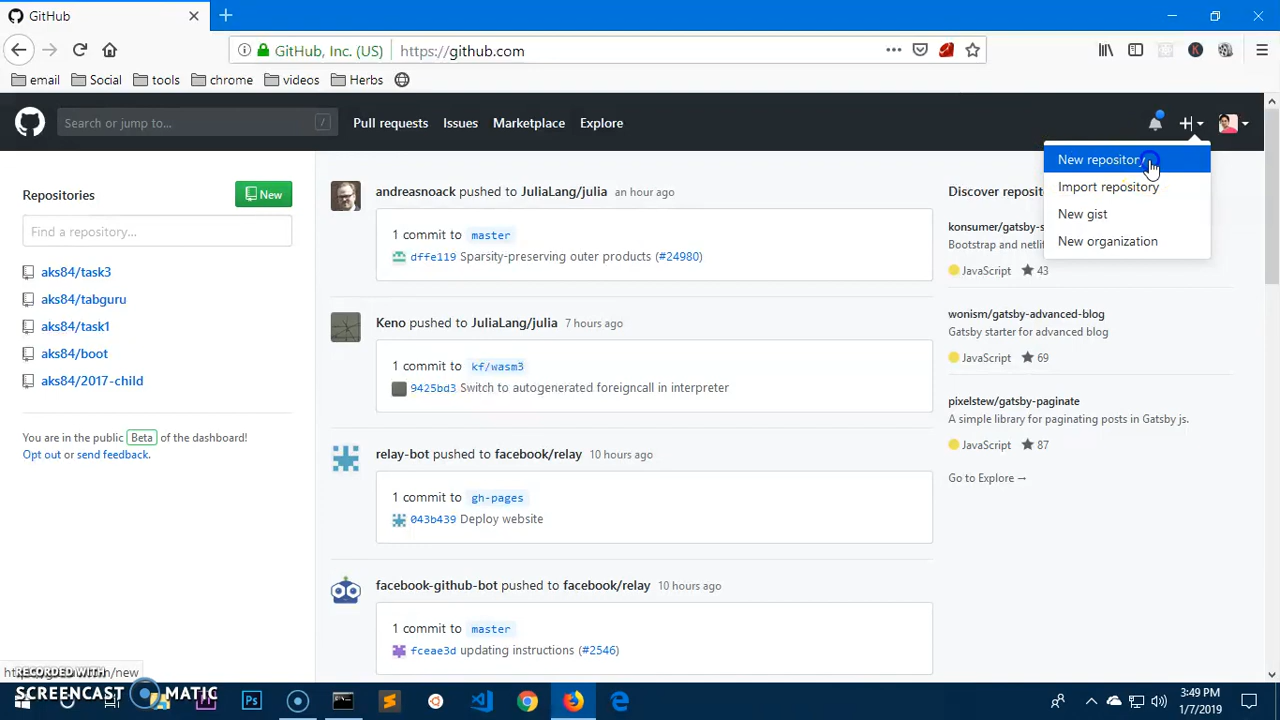 GitHub
GitHub, Inc. (US)
https://github.com
email
Social
tools
chrome
videos
Herbs
K
Search or jump to...
/
Pull requests
Issues
Marketplace
Explore
New repository
Import repository
New gist
New organization
Repositories
New
Find a repository...
aks84/task3
aks84/tabguru
aks84/task1
aks84/boot
aks84/2017-child
You are in the public Beta of the dashboard!
Opt out or send feedback.
andreasnoack pushed to JuliaLang/julia an hour ago
1 commit to master
dffe119 Sparsity-preserving outer products (#24980)
Keno pushed to JuliaLang/julia 7 hours ago
1 commit to kf/wasm3
9425bd3 Switch to autogenerated foreigncall in interpreter
relay-bot pushed to facebook/relay 10 hours ago
1 commit to gh-pages
043b439 Deploy website
facebook-github-bot pushed to facebook/relay 10 hours ago
1 commit to master
fceae3d updating instructions (#2546)
Discover reposit
konsumer/gatsby-s
Bootstrap and netlif
JavaScript 43
wonism/gatsby-advanced-blog
Gatsby starter for advanced blog
JavaScript 69
pixelstew/gatsby-paginate
A simple library for paginating posts in Gatsby js.
JavaScript 87
Go to Explore →
RECORDED WITH
SCREENCAST MATIC
Ps
3:49 PM
1/7/2019